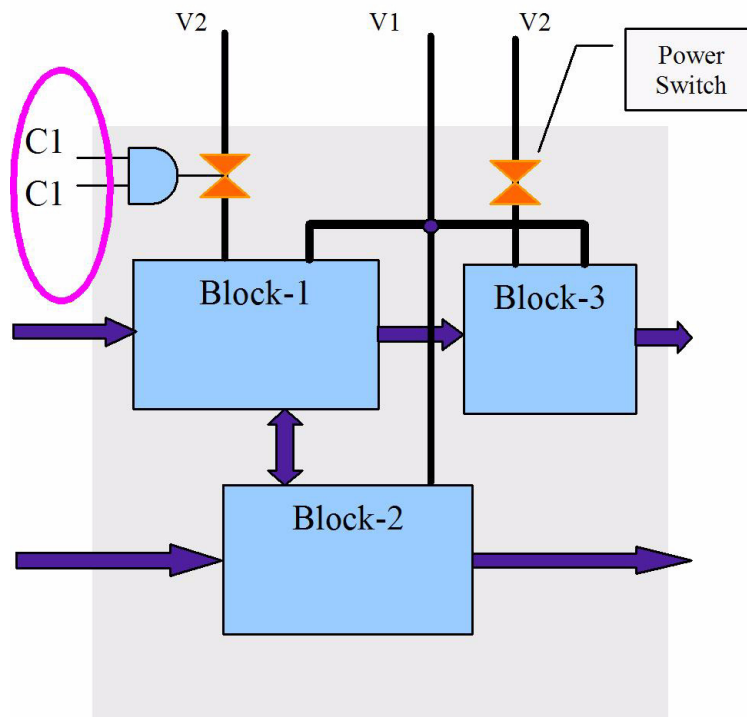 V2
V1
V2
Power
Switch
C1
C1
Block-1
Block-3
Block-2